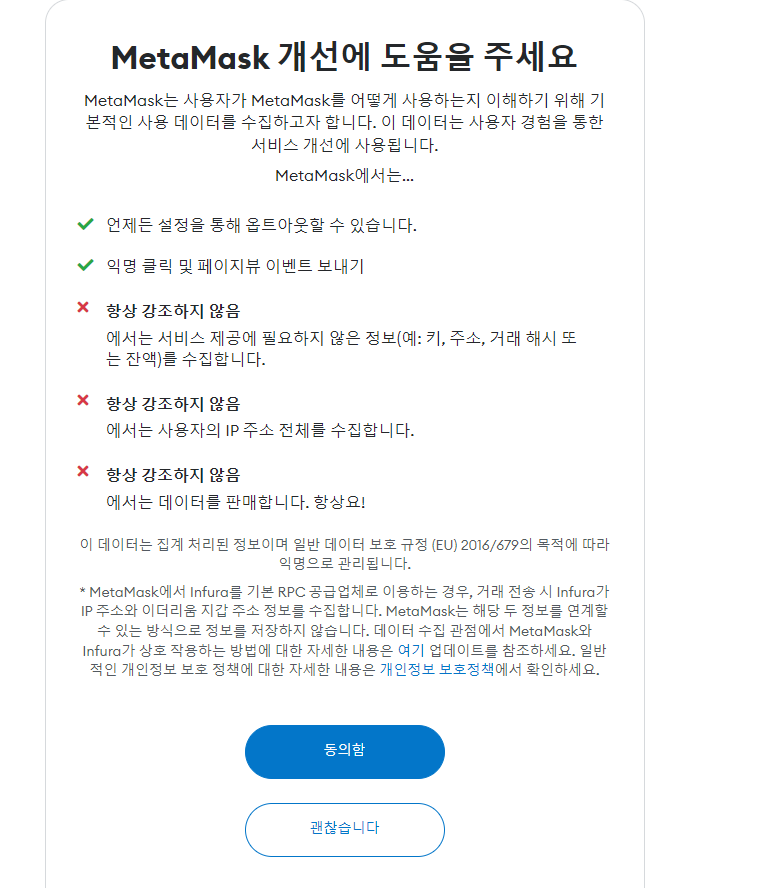 MetaMask 개선에 도움을 주세요
MetaMask는 사용자가 MetaMask를 어떻게 사용하는지 이해하기 위해 기
본적인 사용 데이터를 수집하고자 합니다. 이 데이터는 사용자 경험을 통한
서비스 개선에 사용됩니다.
MetaMask에서는...
언제든 설정을 통해 옵트아웃할 수 있습니다.
익명 클릭 및 페이지뷰 이벤트 보내기
항상 강조하지 않음
에서는 서비스 제공에 필요하지 않은 정보(예: 키, 주소, 거래 해시 또
는 잔액)를 수집합니다.
항상 강조하지 않음
에서는 사용자의 IP 주소 전체를 수집합니다.
항상 강조하지 않음
에서는 데이터를 판매합니다. 항상요!
이 데이터는 집계 처리된 정보이며 일반 데이터 보호 규정 (EU) 2016/679의 목적에 따라
익명으로 관리됩니다.
* MetaMask에서 Infura를 기본 RPC 공급업체로 이용하는 경우, 거래 전송 시 Infura가
IP 주소와 이더리움 지갑 주소 정보를 수집합니다. MetaMask는 해당 두 정보를 연계할
수 있는 방식으로 정보를 저장하지 않습니다. 데이터 수집 관점에서 MetaMask와
Infura가 상호 작용하는 방법에 대한 자세한 내용은 여기 업데이트를 참조하세요. 일반
적인 개인정보 보호 정책에 대한 자세한 내용은 개인정보 보호정책에서 확인하세요.
동의함
괜찮습니다